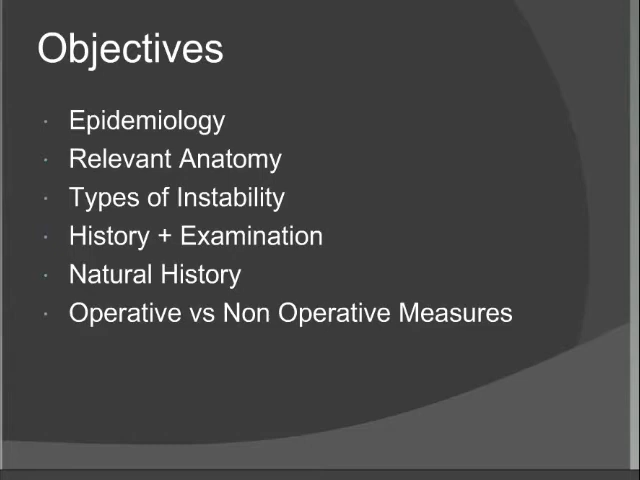 Objectives
· Epidemiology
· Relevant Anatomy
· Types of Instability
· History + Examination
· Natural History
· Operative vs Non Operative Measures